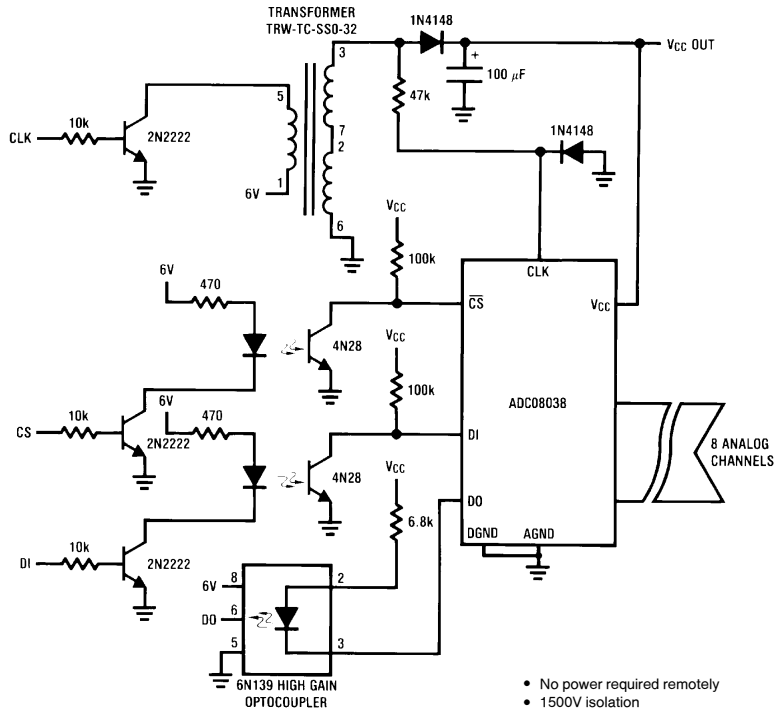 TRANSFORMER
TRW-TC-SSO-32
1N4148
3
VCC OUT
+
100 μF
10k
5
47k
7
CLK
2N2222
2
1N4148
1
6V
6
VCC
100k
CLK
6V
470
CS
VCC
VCC
4N28
100k
ADC08038
10k
6V
470
CS
2N2222
DI
8 ANALOG
CHANNELS
4N28
VCC
DO
6.8k
DGND
AGND
10k
DI
2N2222
6V
8
2
DO
6
5
3
6N139 HIGH GAIN
OPTOCOUPLER
• No power required remotely
• 1500V isolation